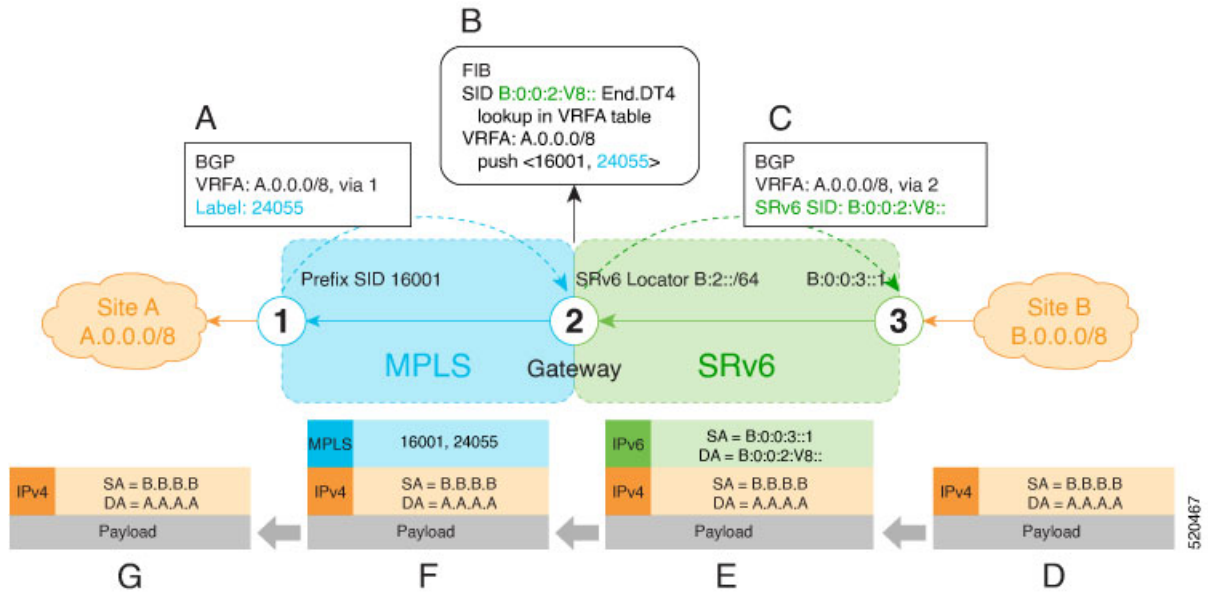 B
FIB
SID B:0:0:2:V8:: End.DT4
lookup in VRFA table
VRFA: A.0.0.0/8
push <16001, 24055>
A
BGP
VRFA: A.0.0.0/8, via 1
Label: 24055
C
BGP
VRFA: A.0.0.0/8, via 2
SRv6 SID: B:0:0:2:V8::
Prefix SID 16001
SRv6 Locator B:2::/64
B:0:0:3::1
Site A
A.0.0.0/8
1
2
3
Site B
B.0.0.0/8
MPLS
Gateway
SRv6
IPv4
SA = B.B.B.B
DA = A.A.A.A
Payload
G
MPLS
16001, 24055
IPv4
SA = B.B.B.B
DA = A.A.A.A
Payload
F
IPv6
SA = B:0:0:3::1
DA = B:0:0:2:V8::
IPv4
SA = B.B.B.B
DA = A.A.A.A
Payload
E
IPv4
SA = B.B.B.B
DA = A.A.A.A
Payload
D
520467